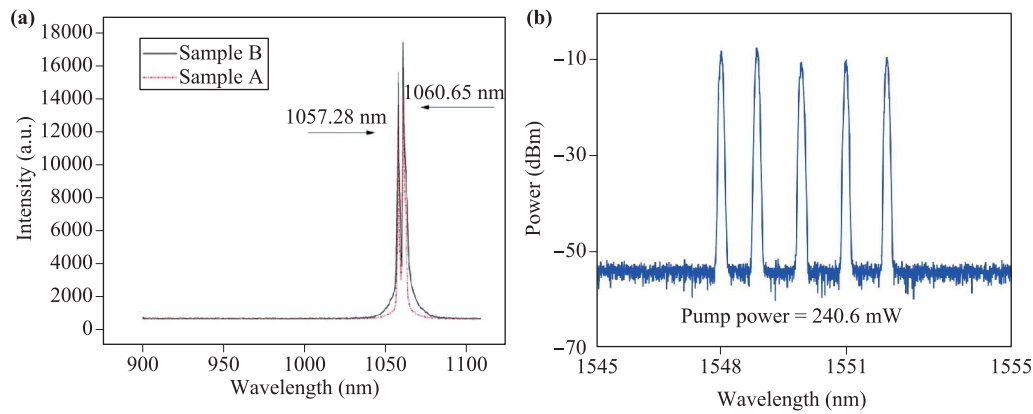 (a)
18000
16000
14000
12000
10000
8000
6000
4000
2000
0
Intensity (a.u.)
Sample B
Sample A
1057.28 nm
1060.65 nm
900
950
1000
1050
1100
Wavelength (nm)
(b)
−10
−30
−50
−70
Power (dBm)
Pump power = 240.6 mW
1545
1548
1551
1555
Wavelength (nm)